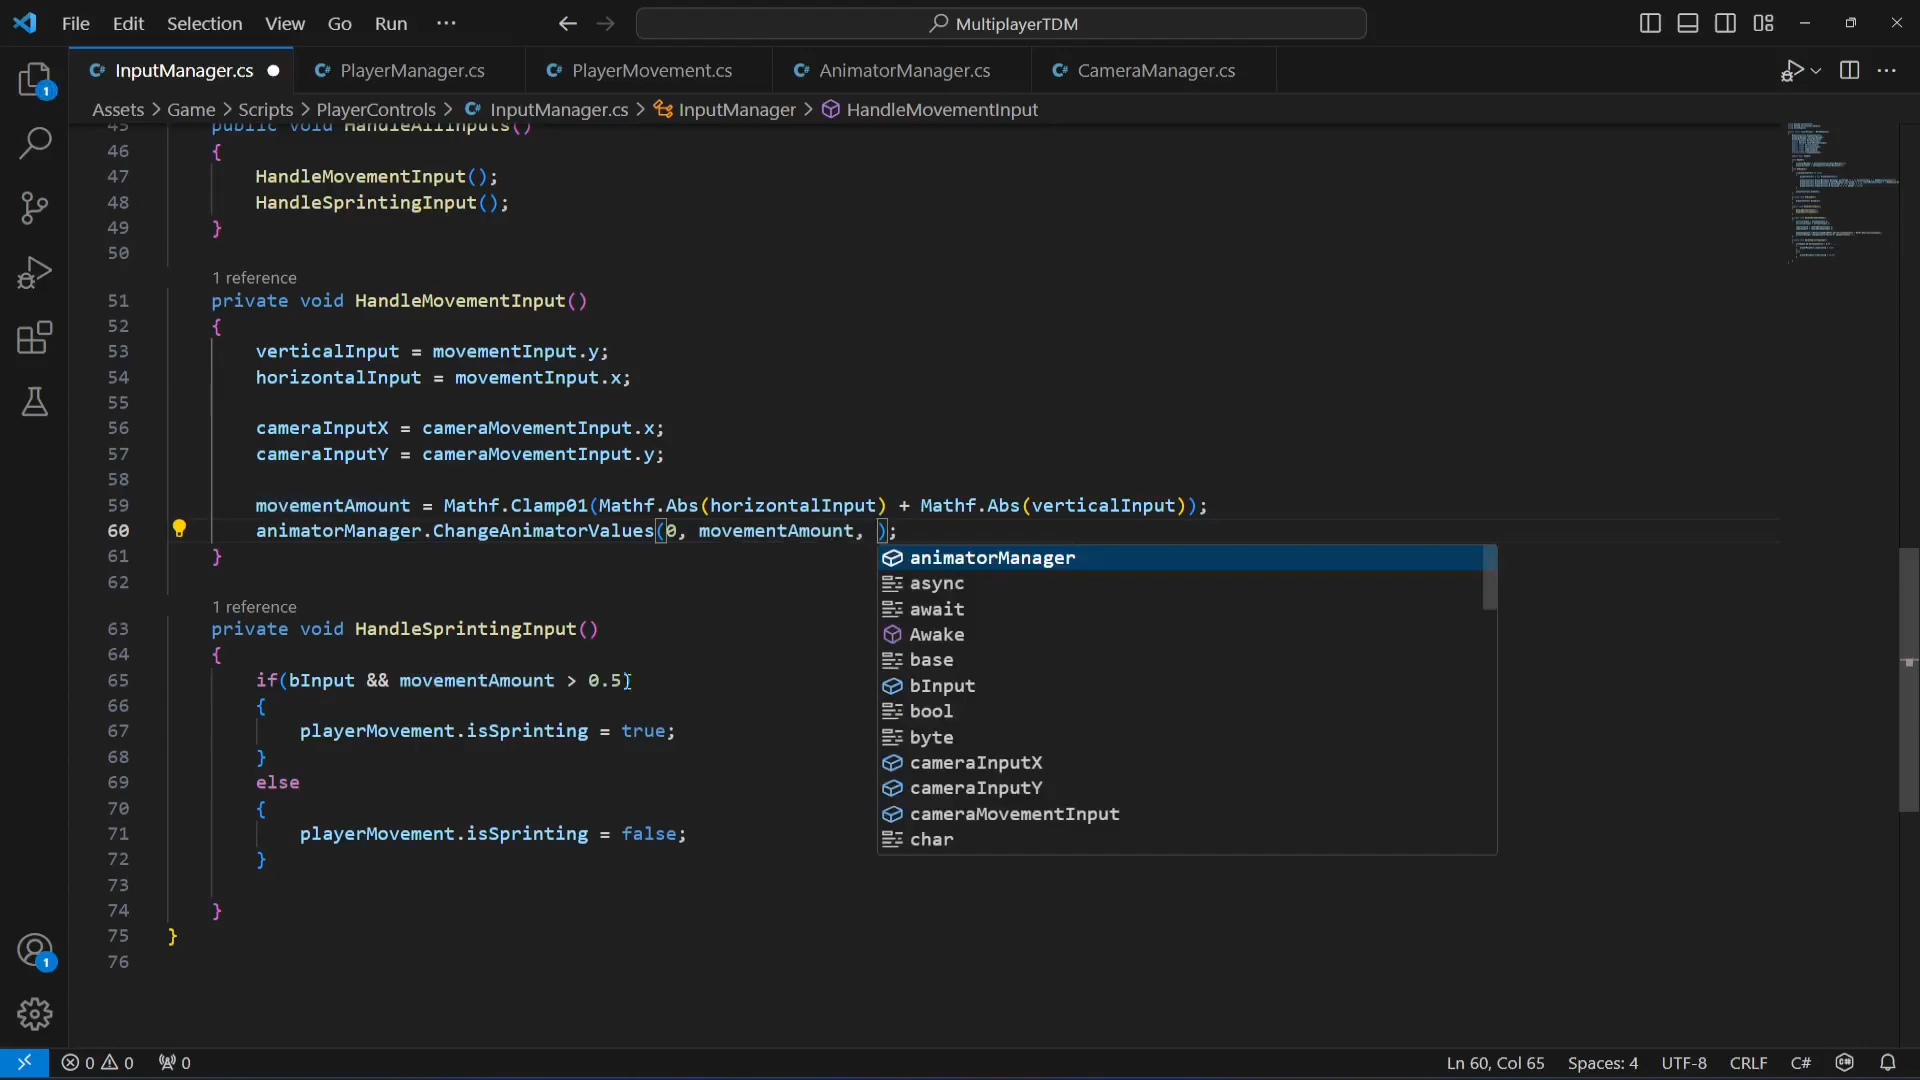 File Edit Selection View Go Run ··· MultiplayerTDM
InputManager.cs PlayerManager.cs PlayerMovement.cs AnimatorManager.cs CameraManager.cs
Assets > Game > Scripts > PlayerControls > InputManager.cs > InputManager > HandleMovementInput
45 public void HandleAllInputs()
46 {
47 HandleMovementInput();
48 HandleSprintingInput();
49 }
50
1 reference
51 private void HandleMovementInput()
52 {
53 verticalInput = movementInput.y;
54 horizontalInput = movementInput.x;
55
56 cameraInputX = cameraMovementInput.x;
57 cameraInputY = cameraMovementInput.y;
58
59 movementAmount = Mathf.Clamp01(Mathf.Abs(horizontalInput) + Mathf.Abs(verticalInput));
60 animatorManager.ChangeAnimatorValues(0, movementAmount, );
61 }
62
1 reference
63 private void HandleSprintingInput()
64 {
65 if(bInput && movementAmount > 0.5)
66 {
67 playerMovement.isSprinting = true;
68 }
69 else
70 {
71 playerMovement.isSprinting = false;
72 }
73
74 }
75 }
76
animatorManager
async
await
Awake
base
bInput
bool
byte
cameraInputX
cameraInputY
cameraMovementInput
char
1
1
0 0 0 Ln 60, Col 65 Spaces: 4 UTF-8 CRLF C#